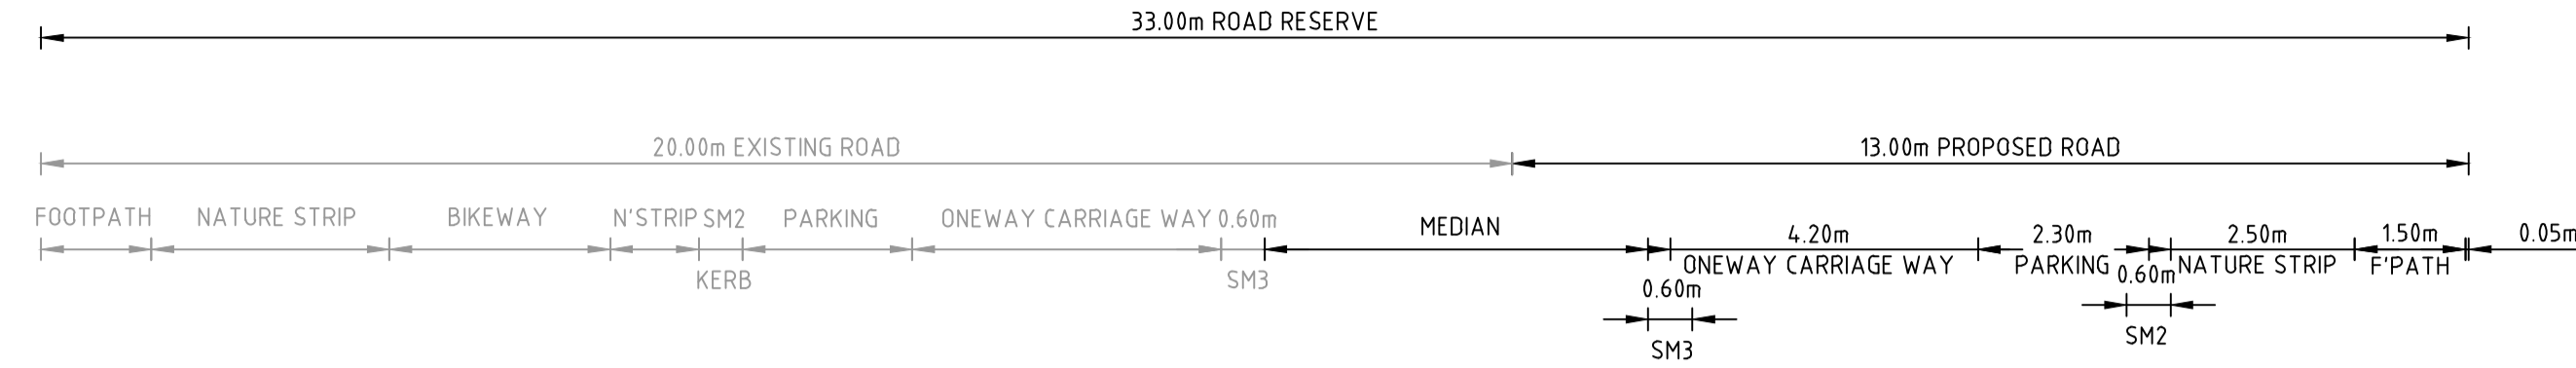 33.00m ROAD RESERVE
20.00m EXISTING ROAD 13.00m PROPOSED ROAD
FOOTPATH NATURE STRIP BIKEWAY N'STRIP SM2 PARKING ONEWAY CARRIAGE WAY 0.60m MEDIAN 4.20m 2.30m 2.50m 1.50m 0.05m
KERB SM3 ONEWAY CARRIAGE WAY PARKING 0.60m NATURE STRIP F'PATH
0.60m
SM3 SM2